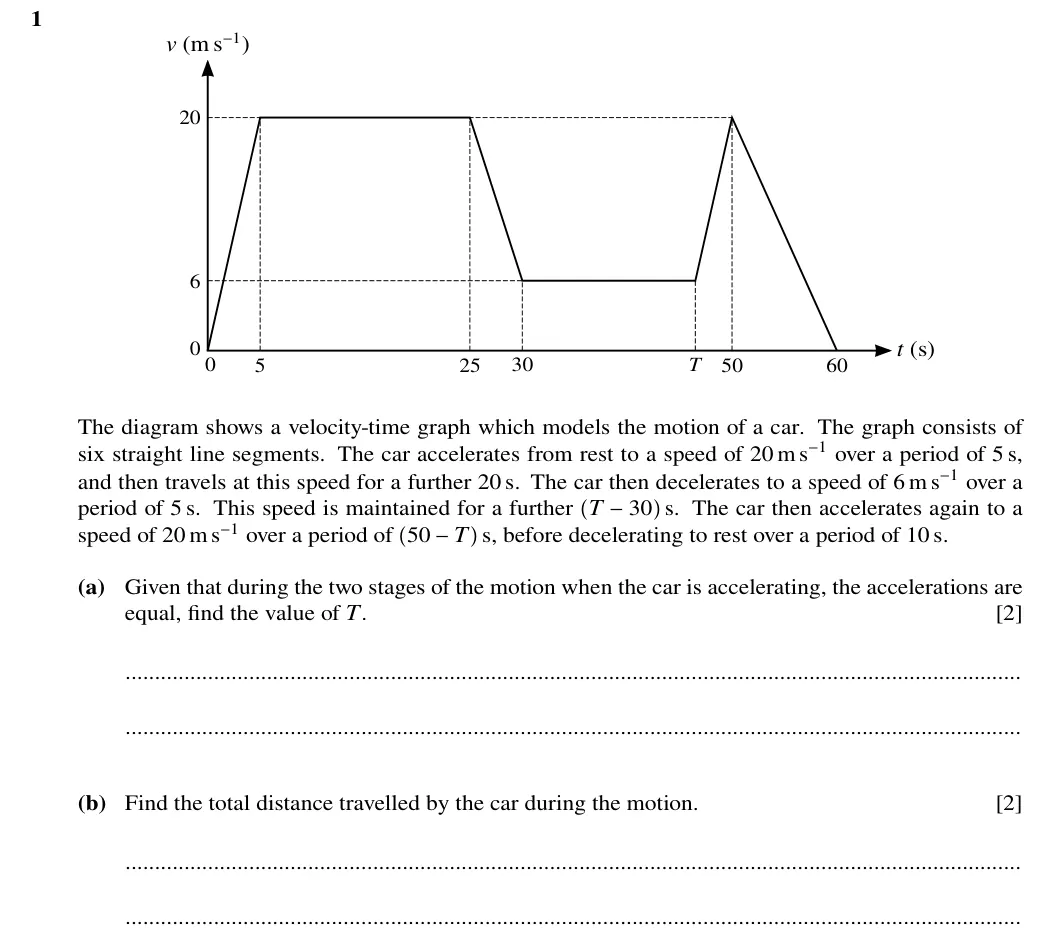 1
v (m s⁻¹)
20
6
0
0 5 25 30 T 50 60
t (s)
The diagram shows a velocity-time graph which models the motion of a car. The graph consists of
six straight line segments. The car accelerates from rest to a speed of 20 m s⁻¹ over a period of 5 s,
and then travels at this speed for a further 20 s. The car then decelerates to a speed of 6 m s⁻¹ over a
period of 5 s. This speed is maintained for a further (T – 30) s. The car then accelerates again to a
speed of 20 m s⁻¹ over a period of (50 – T) s, before decelerating to rest over a period of 10 s.
(a) Given that during the two stages of the motion when the car is accelerating, the accelerations are
equal, find the value of T. [2]
(b) Find the total distance travelled by the car during the motion. [2]